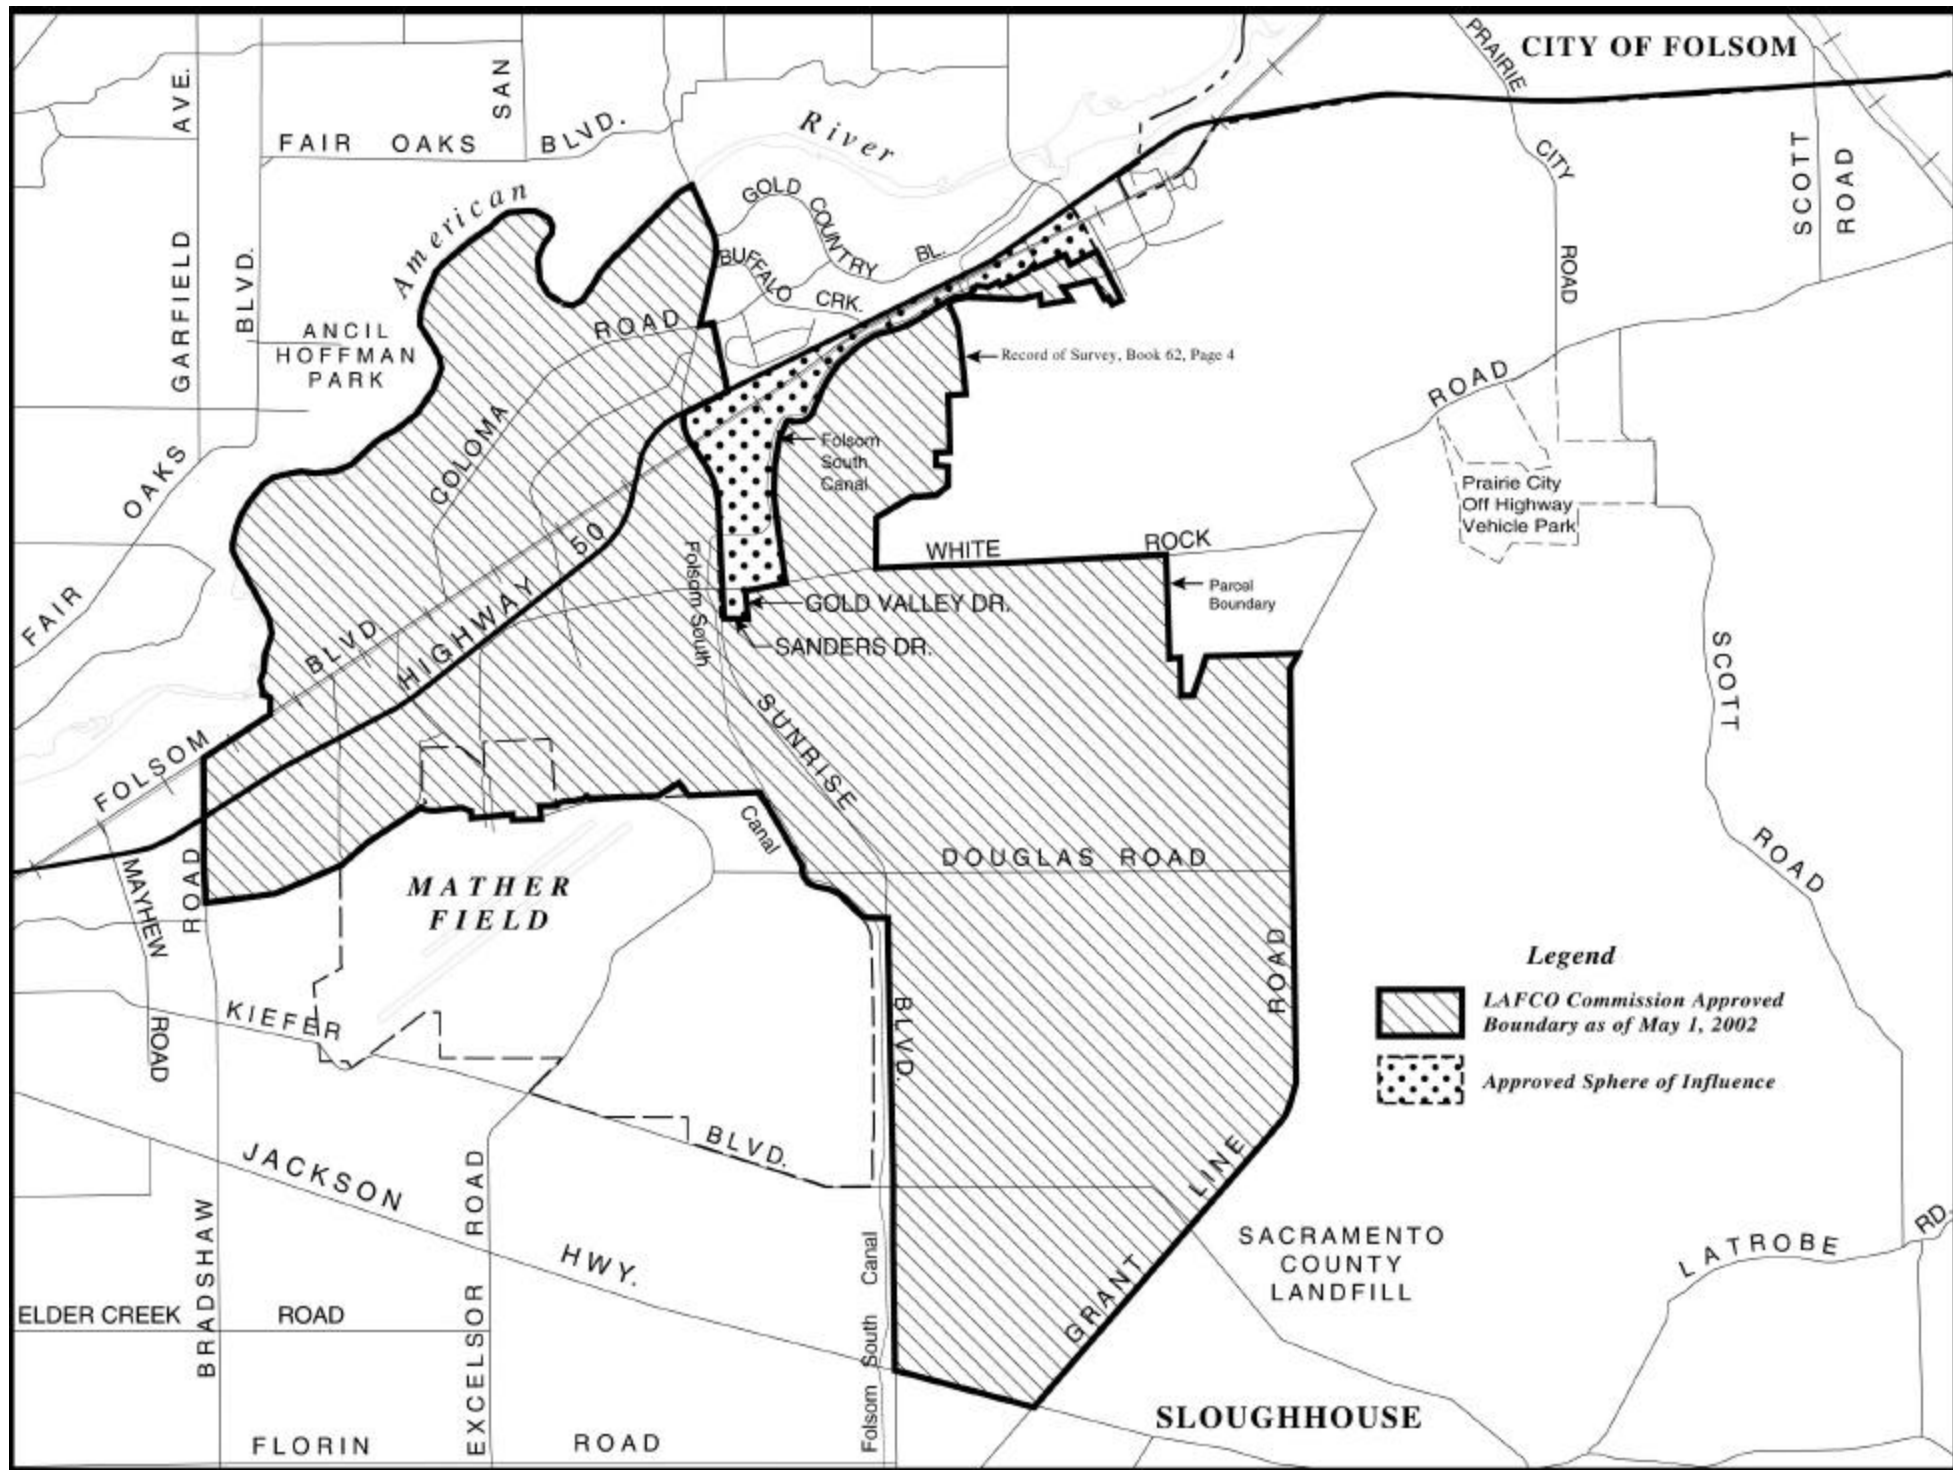 CITY OF FOLSOM
PRAIRIE
CITY
ROAD
SCOTT
ROAD
AVE.
GARFIELD
SAN
FAIR OAKS BLVD.
River
American
GOLD
COUNTRY
BL.
BUFFALO
CRK.
BLVD.
ANCIL
HOFFMAN
PARK
ROAD
COLOMA
Record of Survey, Book 62, Page 4
ROAD
Folsom
South
Canal
Prairie City
Off Highway
Vehicle Park
OAKS
FAIR
HIGHWAY 50
WHITE
ROCK
Parcal
Boundary
Folsom South
GOLD VALLEY DR.
SANDERS DR.
BLVD.
FOLSOM
SUNRISE
SCOTT
ROAD
Canal
DOUGLAS ROAD
MAYHEW
ROAD
ROAD
MATHER
FIELD
ROAD
Legend
LAFCO Commission Approved
Boundary as of May 1, 2002
Approved Sphere of Influence
KIEFER
BLVD.
BLVD.
LINE
GRANT
JACKSON
HWY.
SACRAMENTO
COUNTY
LANDFILL
LATROBE
RD.
ELDER CREEK ROAD
BRADSHAW
EXCELSOR ROAD
Folsom South Canal
SLOUGHHOUSE
FLORIN ROAD